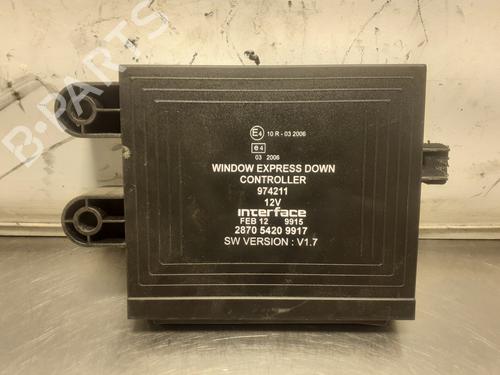 B-PARTS
E4 10 R - 03 2006
e 4
03 2006
WINDOW EXPRESS DOWN
CONTROLLER
974211
12V
interface
FEB 12 9915
2870 5420 9917
SW VERSION : V1.7